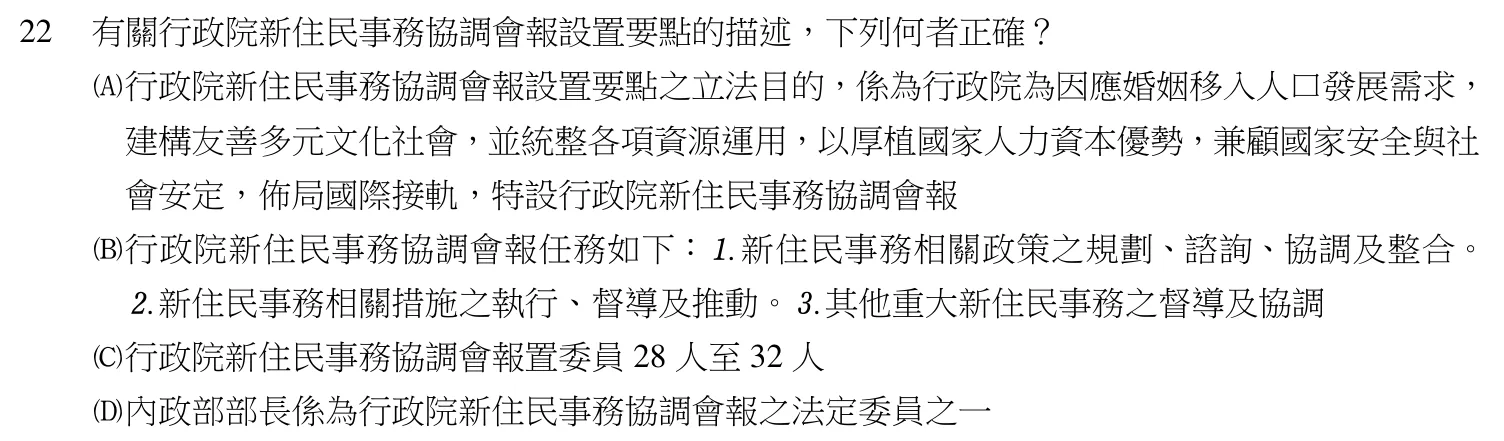 22 有關行政院新住民事務協調會報設置要點的描述，下列何者正確？
(A)行政院新住民事務協調會報設置要點之立法目的，係為行政院為因應婚姻移入人口發展需求，
建構友善多元文化社會，並統整各項資源運用，以厚植國家人力資本優勢，兼顧國家安全與社
會安定，佈局國際接軌，特設行政院新住民事務協調會報
(B)行政院新住民事務協調會報任務如下：1.新住民事務相關政策之規劃、諮詢、協調及整合。
2.新住民事務相關措施之執行、督導及推動。3.其他重大新住民事務之督導及協調
(C)行政院新住民事務協調會報置委員 28 人至 32 人
(D)內政部部長係為行政院新住民事務協調會報之法定委員之一